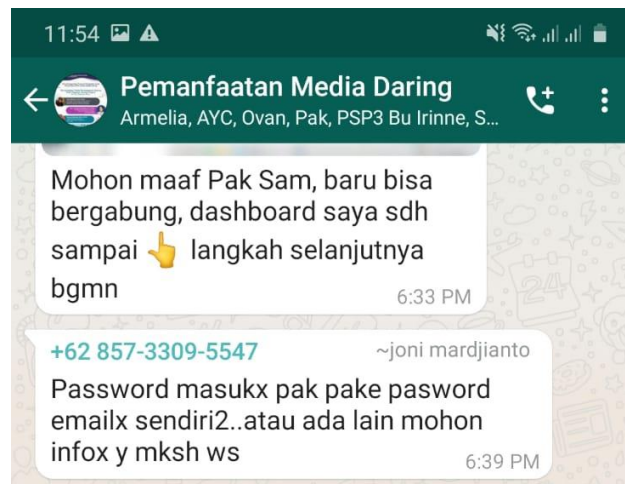 11:54
Pemanfaatan Media Daring
Armelia, AYC, Ovan, Pak, PSP3 Bu Irinne, S...
Mohon maaf Pak Sam, baru bisa
bergabung, dashboard saya sdh
sampai 👆 langkah selanjutnya
bgmn
6:33 PM
+62 857-3309-5547 ~joni mardjianto
Password masukx pak pake pasword
emailx sendiri2..atau ada lain mohon
infox y mksh ws
6:39 PM